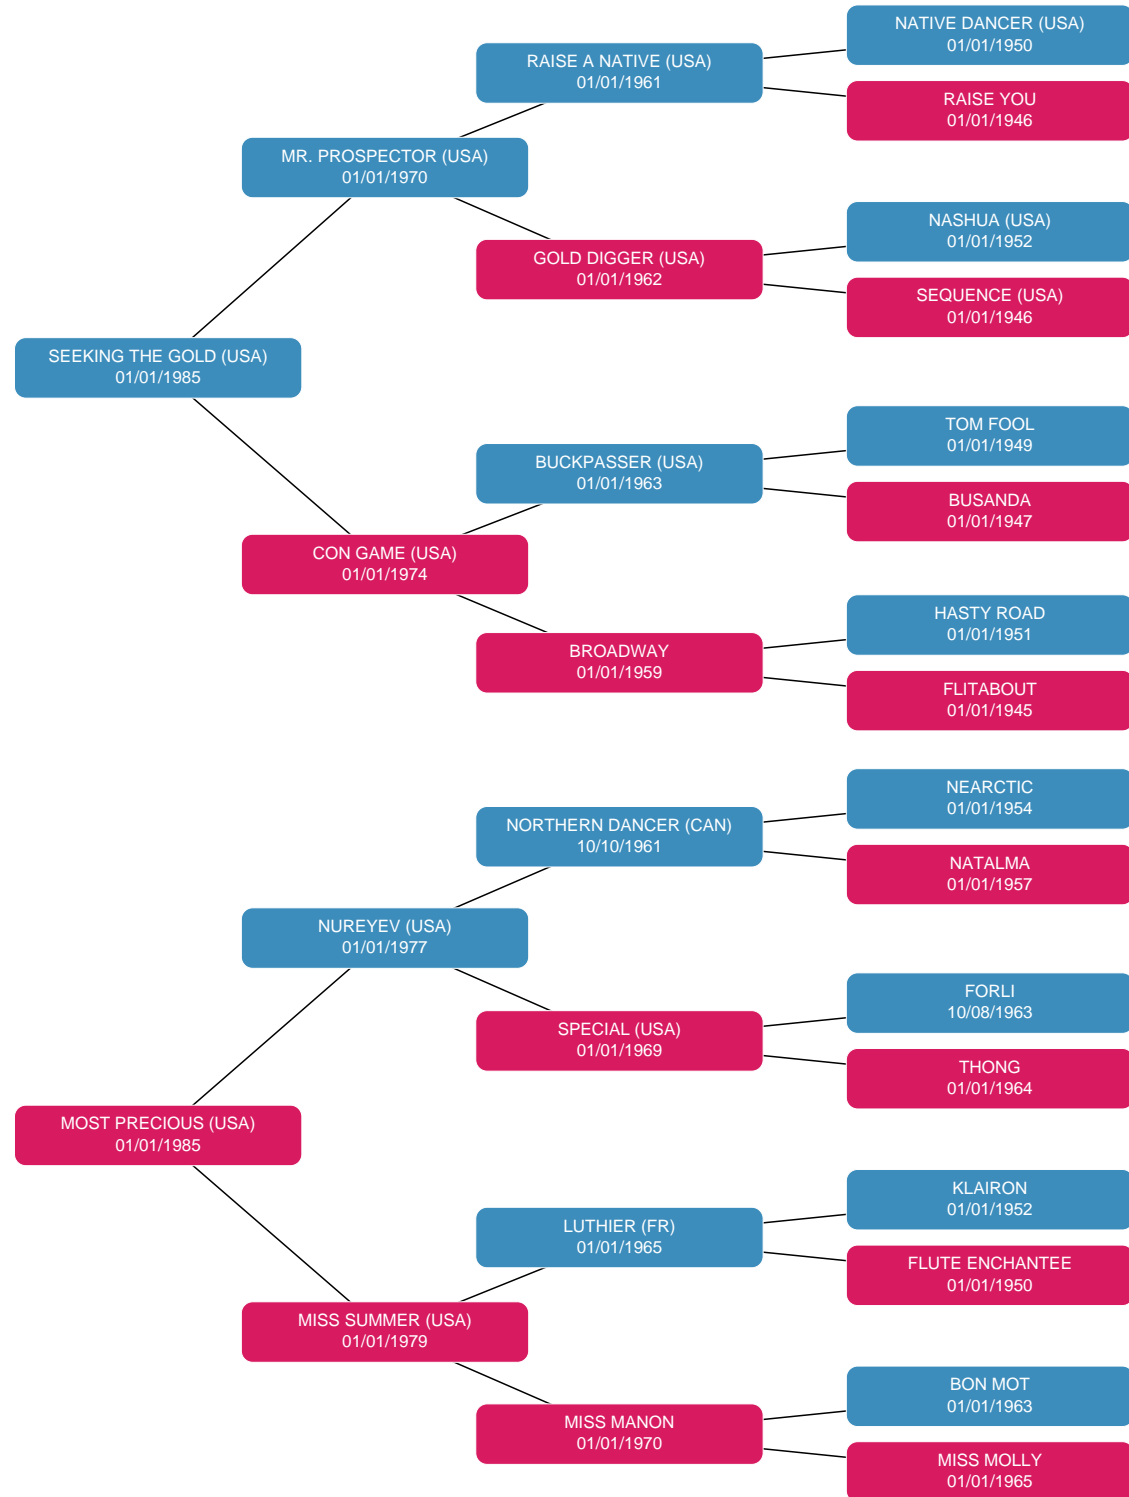 NATIVE DANCER (USA)
01/01/1950
RAISE A NATIVE (USA)
01/01/1961
RAISE YOU
01/01/1946
MR. PROSPECTOR (USA)
01/01/1970
NASHUA (USA)
01/01/1952
GOLD DIGGER (USA)
01/01/1962
SEQUENCE (USA)
01/01/1946
SEEKING THE GOLD (USA)
01/01/1985
TOM FOOL
01/01/1949
BUCKPASSER (USA)
01/01/1963
BUSANDA
01/01/1947
CON GAME (USA)
01/01/1974
HASTY ROAD
01/01/1951
BROADWAY
01/01/1959
FLITABOUT
01/01/1945
NEARCTIC
01/01/1954
NORTHERN DANCER (CAN)
10/10/1961
NATALMA
01/01/1957
NUREYEV (USA)
01/01/1977
FORLI
10/08/1963
SPECIAL (USA)
01/01/1969
THONG
01/01/1964
MOST PRECIOUS (USA)
01/01/1985
KLAIRON
01/01/1952
LUTHIER (FR)
01/01/1965
FLUTE ENCHANTEE
01/01/1950
MISS SUMMER (USA)
01/01/1979
BON MOT
01/01/1963
MISS MANON
01/01/1970
MISS MOLLY
01/01/1965